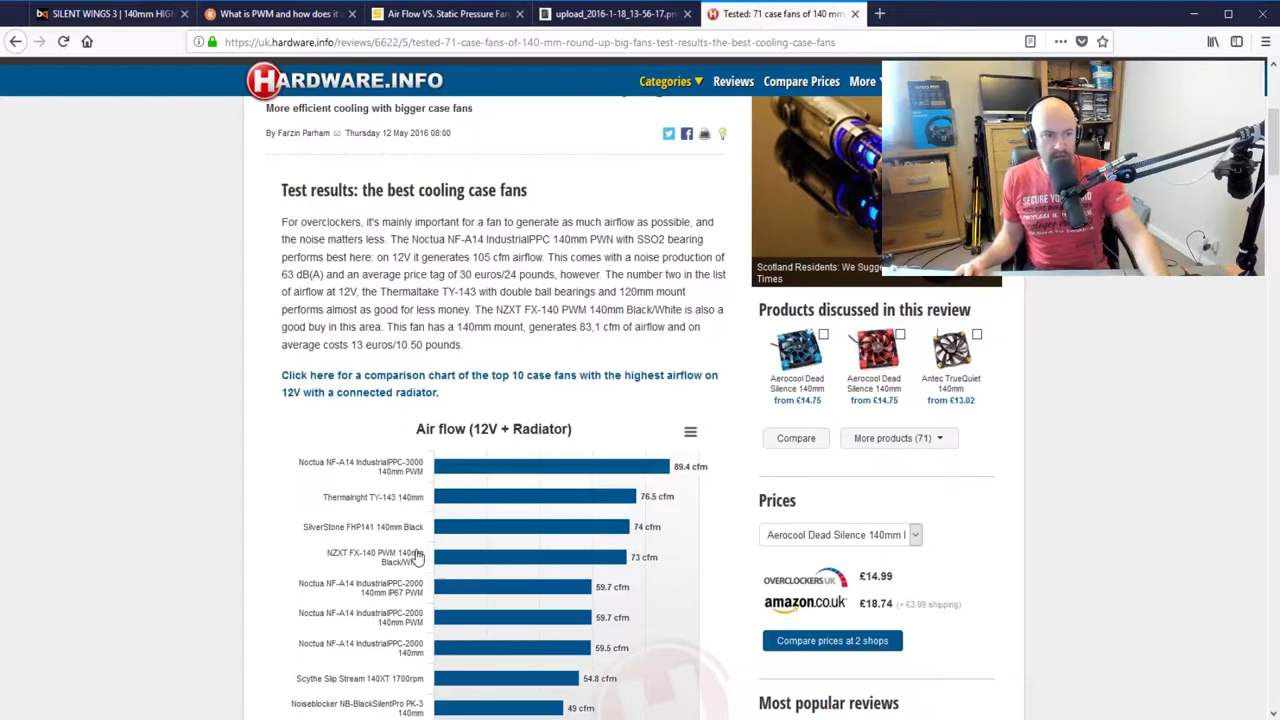 SILENT WINGS 3 | 140mm HIGH
What is PWM and how does it
Air Flow VS. Static Pressure Fan
upload_2016-1-18_13-56-17.pn
Tested: 71 case fans of 140 mm
https://uk.hardware.info/reviews/6622/5/tested-71-case-fans-of-140-mm-round-up-big-fans-test-results-the-best-cooling-case-fans
HARDWARE.INFO
Categories ▼ Reviews Compare Prices More
More efficient cooling with bigger case fans
By Farzin Parham Thursday 12 May 2016 08:00
Test results: the best cooling case fans
For overclockers, it's mainly important for a fan to generate as much airflow as possible, and
the noise matters less. The Noctua NF-A14 IndustrialPPC 140mm PWN with SSO2 bearing
performs best here: on 12V it generates 105 cfm airflow. This comes with a noise production of
63 dB(A) and an average price tag of 30 euros/24 pounds, however. The number two in the list
of airflow at 12V, the Thermaltake TY-143 with double ball bearings and 120mm mount
performs almost as good for less money. The NZXT FX-140 PWM 140mm Black/White is also a
good buy in this area. This fan has a 140mm mount, generates 83,1 cfm of airflow and on
average costs 13 euros/10.50 pounds.
Click here for a comparison chart of the top 10 case fans with the highest airflow on
12V with a connected radiator.
Air flow (12V + Radiator)
Noctua NF-A14 IndustrialPPC-3000
140mm PWM
89.4 cfm
Thermalright TY-143 140mm
76.5 cfm
SilverStone FHP141 140mm Black
74 cfm
NZXT FX-140 PWM 140mm
73 cfm
Noctua NF-A14 IndustrialPPC-2000
140mm IP67 PWM
59.7 cfm
Noctua NF-A14 IndustrialPPC-2000
140mm PWM
59.7 cfm
Noctua NF-A14 IndustrialPPC-2000
140mm
59.5 cfm
Scythe Slip Stream 140XT 1700rpm
54.8 cfm
Noiseblocker NB-BlackSilentPro PK-3
140mm
49 cfm
Scotland Residents: We Sugge
Times
SECURE YOU
Products discussed in this review
Aerocool Dead
Silence 140mm
from £14.75
Aerocool Dead
Silence 140mm
from £14.75
Antec TrueQuiet
140mm
from £13.02
Compare
More products (71)
Prices
Aerocool Dead Silence 140mm
OVERCLOCKERS UK
£14.99
amazon.co.uk
£18.74 (+ £3.99 shipping)
Compare prices at 2 shops
Most popular reviews